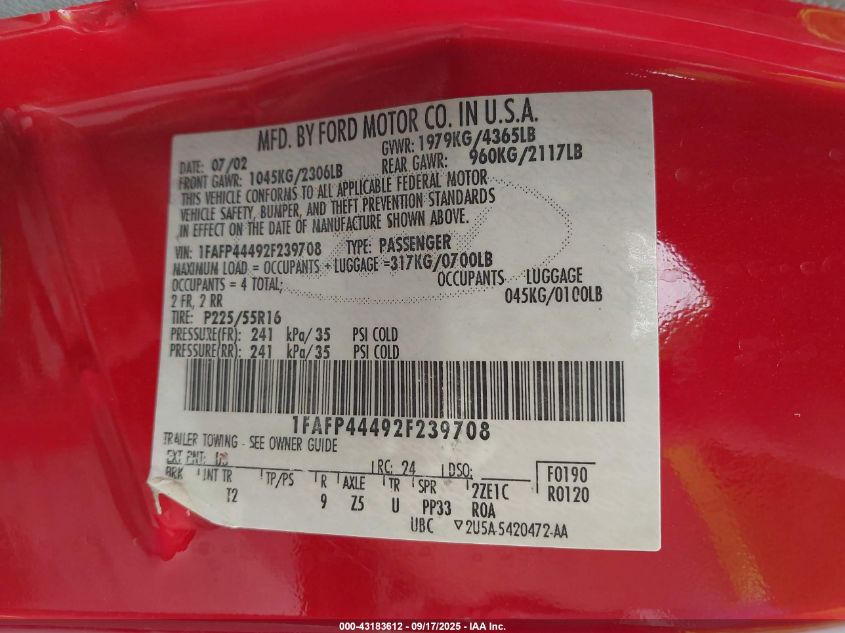 MFD. BY FORD MOTOR CO. IN U.S.A.
DATE: 07/02 GVWR: 1979KG/4365LB
FRONT GAWR: 1045KG/2306LB REAR GAWR: 960KG/2117LB
THIS VEHICLE CONFORMS TO ALL APPLICABLE FEDERAL MOTOR
VEHICLE SAFETY, BUMPER, AND THEFT PREVENTION STANDARDS
IN EFFECT ON THE DATE OF MANUFACTURE SHOWN ABOVE.
VIN: 1FAFP44492F239708 TYPE: PASSENGER
MAXIMUM LOAD = OCCUPANTS + LUGGAGE =317KG/0700LB
OCCUPANTS = 4 TOTAL; OCCUPANTS LUGGAGE
2 FR, 2 RR 045KG/0100LB
TIRE: P225/55R16
PRESSURE(FR): 241 kPa/35 PSI COLD
PRESSURE(RR): 241 kPa/35 PSI COLD
1FAFP44492F239708
TRAILER TOWING - SEE OWNER GUIDE
EXT PNT: RC: 24 DSO: F0190
BRK INT TR TP/PS R AXLE TR SPR 2ZE1C R0120
T2 9 Z5 U PP33 ROA
UBC ▽2U5A-5420472-AA
000-43183612 - 09/17/2025 - IAA Inc.